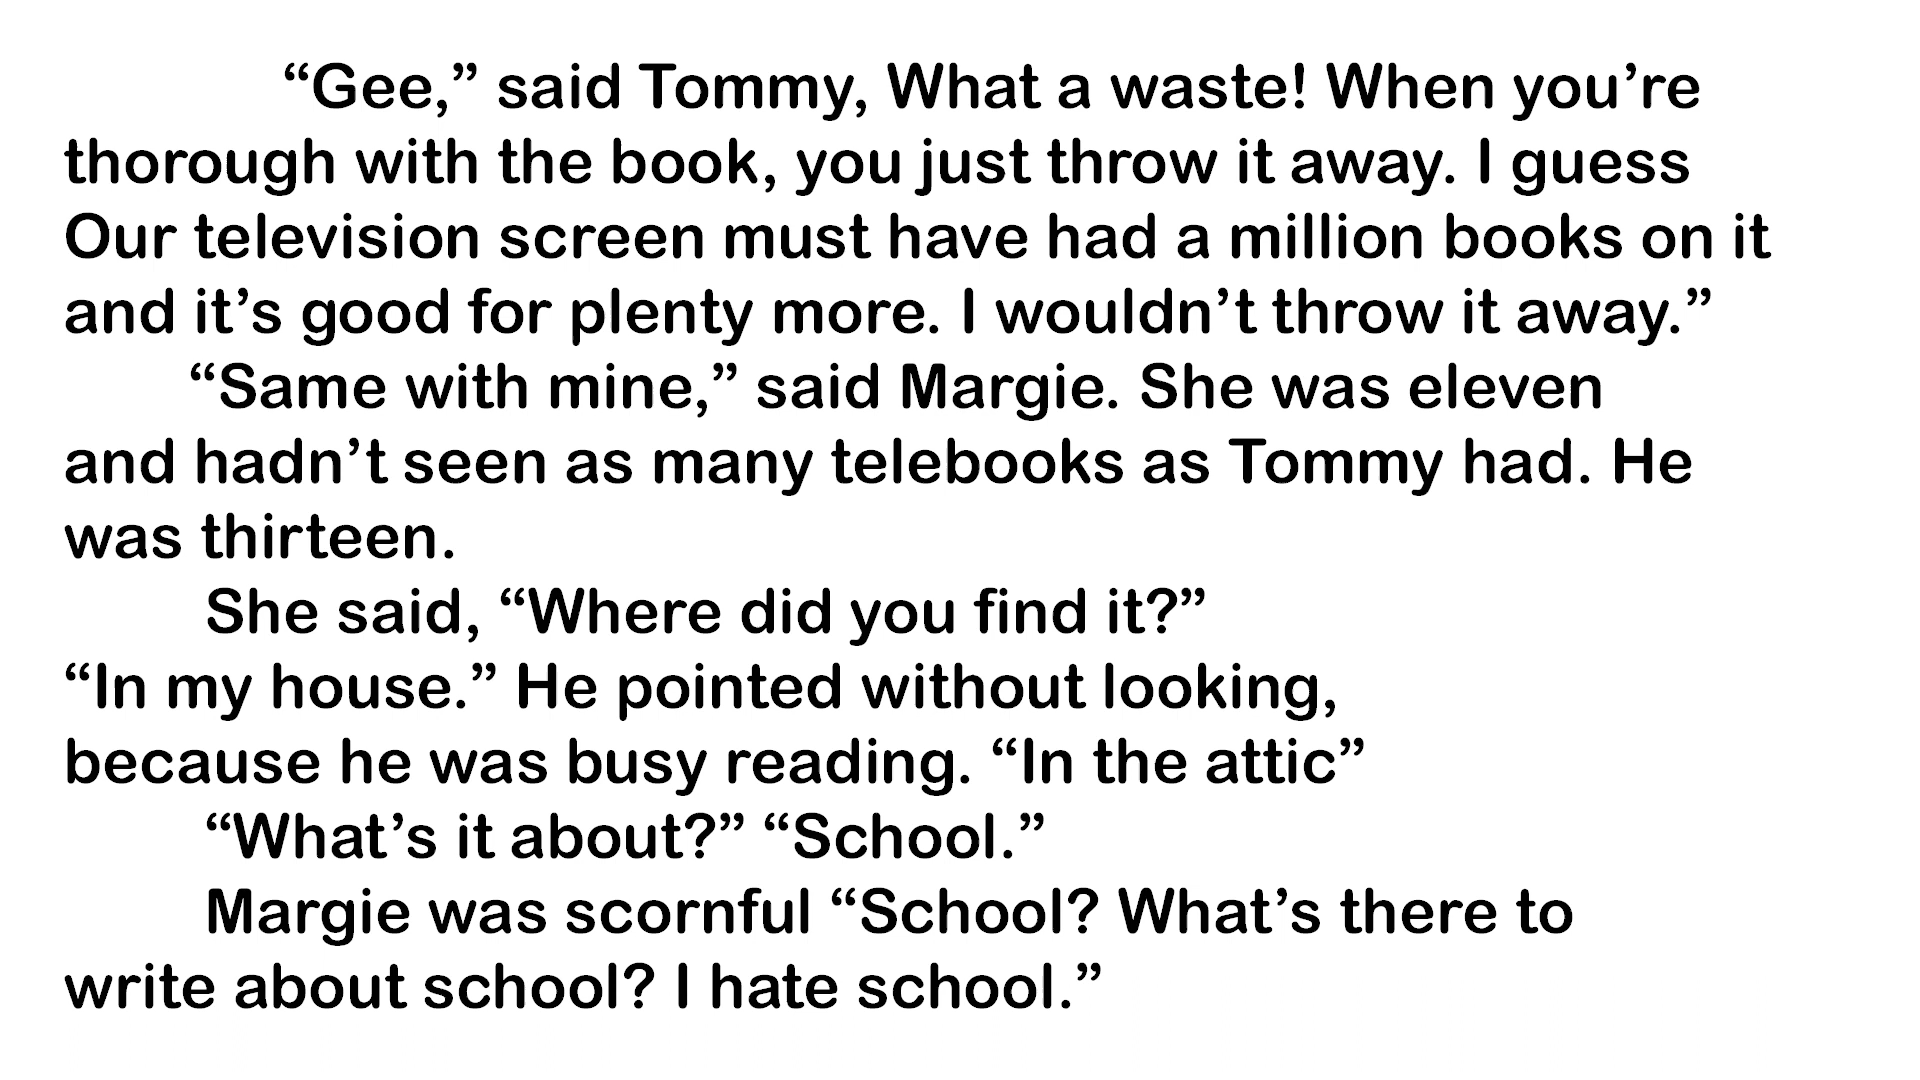 “Gee,” said Tommy, What a waste! When you’re
thorough with the book, you just throw it away. I guess
Our television screen must have had a million books on it
and it’s good for plenty more. I wouldn’t throw it away.”
“Same with mine,” said Margie. She was eleven
and hadn’t seen as many telebooks as Tommy had. He
was thirteen.
She said, “Where did you find it?”
“In my house.” He pointed without looking,
because he was busy reading. “In the attic”
“What’s it about?” “School.”
Margie was scornful “School? What’s there to
write about school? I hate school.”